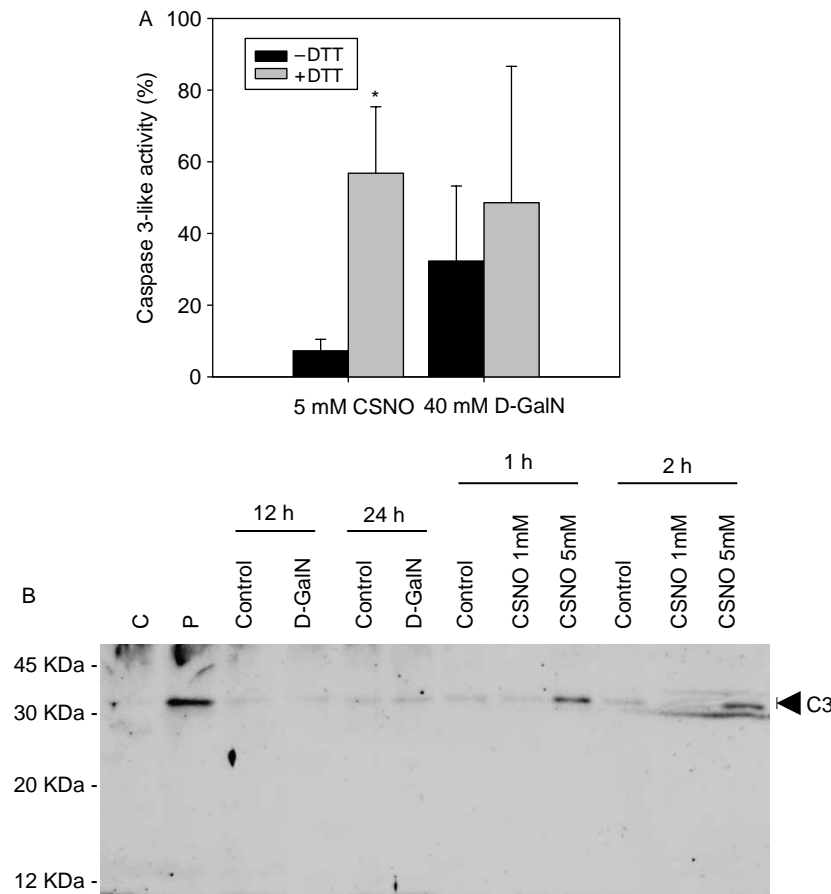 A
100
80
60
40
20
0
Caspase 3-like activity (%)
–DTT
+DTT
*
5 mM CSNO 40 mM D-GalN
B
1 h
2 h
12 h
24 h
C
P
Control
D-GalN
Control
D-GalN
Control
CSNO 1mM
CSNO 5mM
Control
CSNO 1mM
CSNO 5mM
45 KDa -
30 KDa -
20 KDa -
12 KDa -
C3